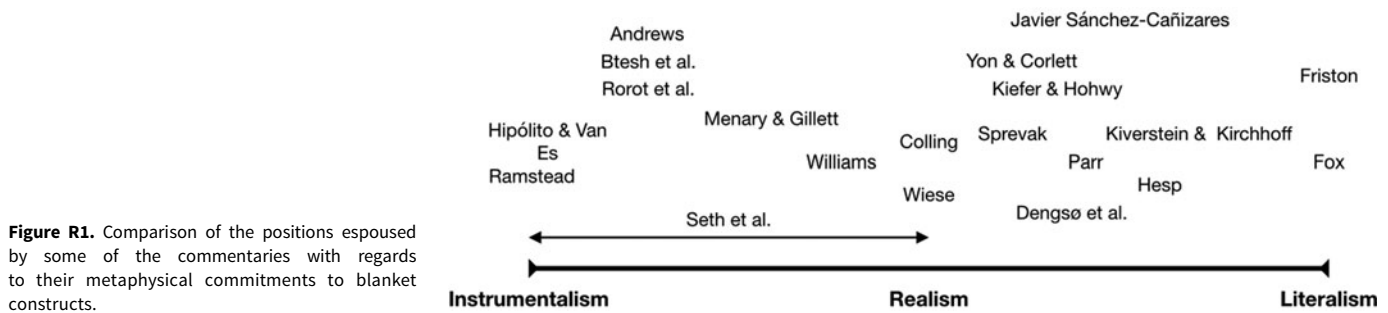 Javier Sánchez-Cañizares
Andrews
Btesh et al.
Yon & Corlett
Friston
Rorot et al.
Kiefer & Hohwy
Menary & Gillett
Hipólito & Van
Es
Ramstead
Colling
Sprevak
Kiverstein & Kirchhoff
Williams
Parr
Fox
Wiese
Hesp
Seth et al.
Dengsø et al.
Figure R1. Comparison of the positions espoused
by some of the commentaries with regards
to their metaphysical commitments to blanket
constructs.
Instrumentalism
Realism
Literalism